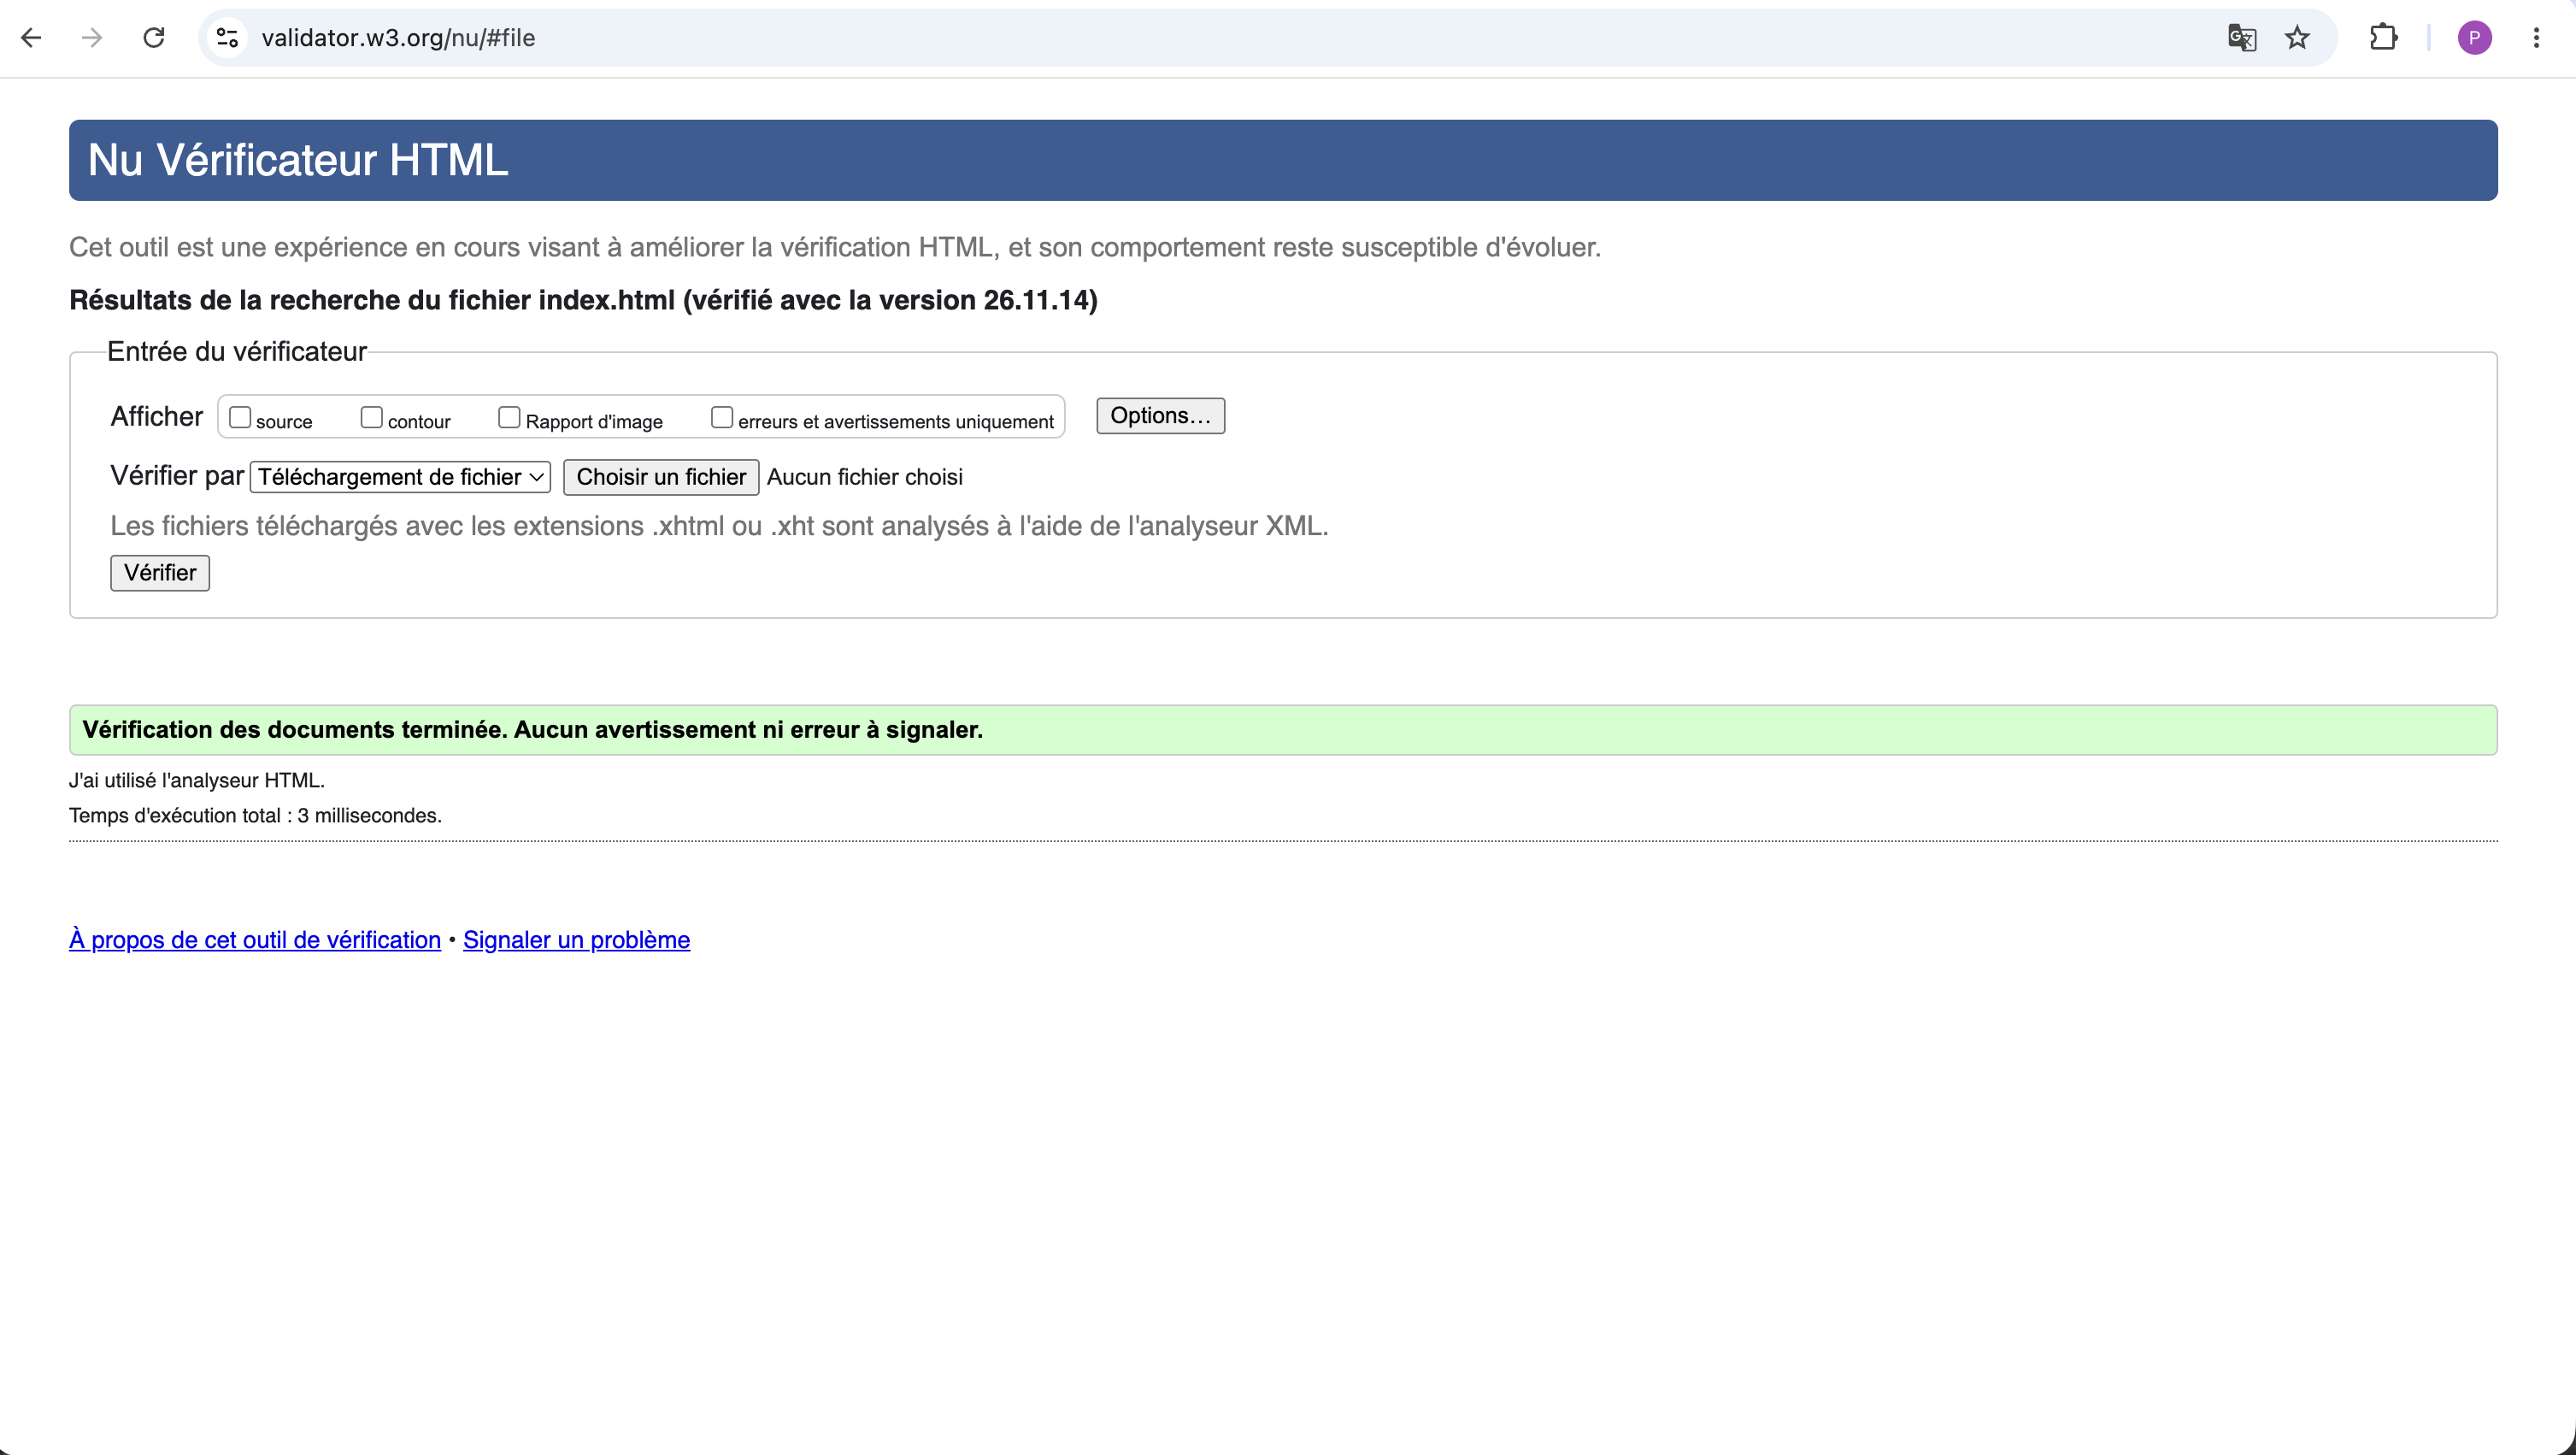 validator.w3.org/nu/#file
P
Nu Vérificateur HTML
Cet outil est une expérience en cours visant à améliorer la vérification HTML, et son comportement reste susceptible d'évoluer.
Résultats de la recherche du fichier index.html (vérifié avec la version 26.11.14)
Entrée du vérificateur
Afficher source contour Rapport d'image erreurs et avertissements uniquement Options…
Vérifier par Téléchargement de fichier Choisir un fichier Aucun fichier choisi
Les fichiers téléchargés avec les extensions .xhtml ou .xht sont analysés à l'aide de l'analyseur XML.
Vérifier
Vérification des documents terminée. Aucun avertissement ni erreur à signaler.
J'ai utilisé l'analyseur HTML.
Temps d'exécution total : 3 millisecondes.
À propos de cet outil de vérification • Signaler un problème